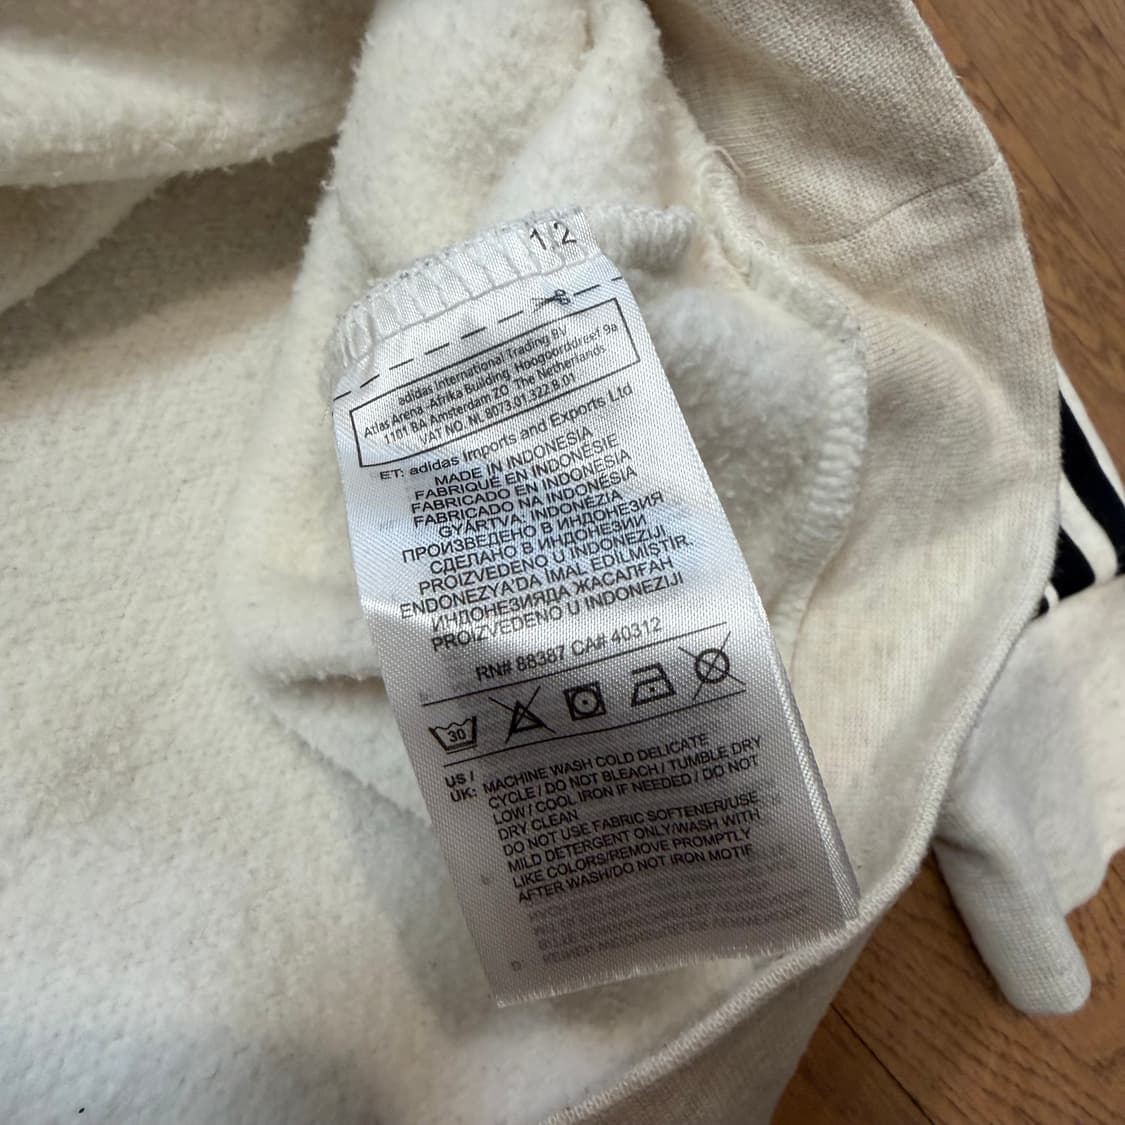 1.2
adidas International Trading BV
Atlas Arena, Afrika Building, Hoogoorddreef 9a
1101 BA Amsterdam ZO, The Netherlands
VAT NO. NL 8073.01.322.B.01
ET: adidas Imports and Exports Ltd
MADE IN INDONESIA
FABRIQUÉ EN INDONÉSIE
FABRICADO EN INDONESIA
FABRICADO NA INDONÉSIA
GYÁRTVA: INDONÉZIA
ПРОИЗВЕДЕНО В ИНДОНЕЗИЯ
СДЕЛАНО В ИНДОНЕЗИИ
PROIZVEDENO U INDONEZIJI.
ENDONEZYA'DA İMAL EDİLMİSTİR.
ИНДОНЕЗИЯДА ЖАСАЛҒАН
PROIZVEDENO U INDONEZIJI
RN# 88387 CA# 40312
30
US /
UK: MACHINE WASH COLD DELICATE
CYCLE / DO NOT BLEACH / TUMBLE DRY
LOW / COOL IRON IF NEEDED / DO NOT
DRY CLEAN
DO NOT USE FABRIC SOFTENER/USE
MILD DETERGENT ONLY/WASH WITH
LIKE COLORS/REMOVE PROMPTLY
AFTER WASH/DO NOT IRON MOTIF